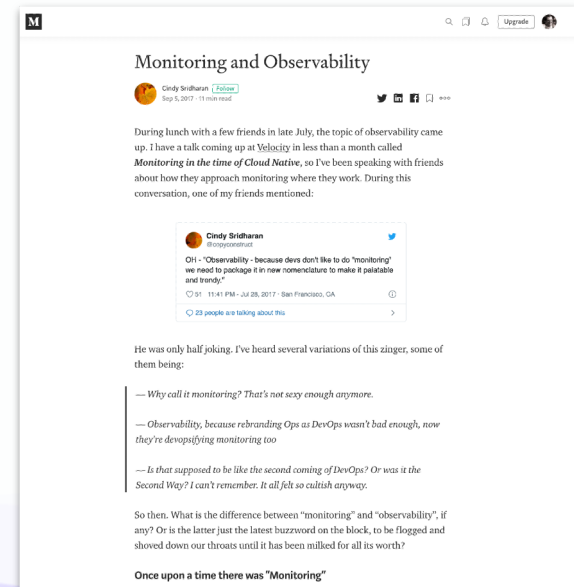 M
Upgrade
Monitoring and Observability
Cindy Sridharan Follow
Sep 5, 2017 · 11 min read
During lunch with a few friends in late July, the topic of observability came
up. I have a talk coming up at Velocity in less than a month called
Monitoring in the time of Cloud Native, so I've been speaking with friends
about how they approach monitoring where they work. During this
conversation, one of my friends mentioned:
Cindy Sridharan
@copyconstruct
OH - "Observability - because devs don't like to do "monitoring"
we need to package it in new nomenclature to make it palatable
and trendy."
51 11:41 PM - Jul 28, 2017 · San Francisco, CA
23 people are talking about this
He was only half joking. I've heard several variations of this zinger, some of
them being:
— Why call it monitoring? That's not sexy enough anymore.
— Observability, because rebranding Ops as DevOps wasn't bad enough, now
they're devopsifying monitoring too
— Is that supposed to be like the second coming of DevOps? Or was it the
Second Way? I can't remember. It all felt so cultish anyway.
So then. What is the difference between "monitoring" and "observability", if
any? Or is the latter just the latest buzzword on the block, to be flogged and
shoved down our throats until it has been milked for all its worth?
Once upon a time there was "Monitoring"